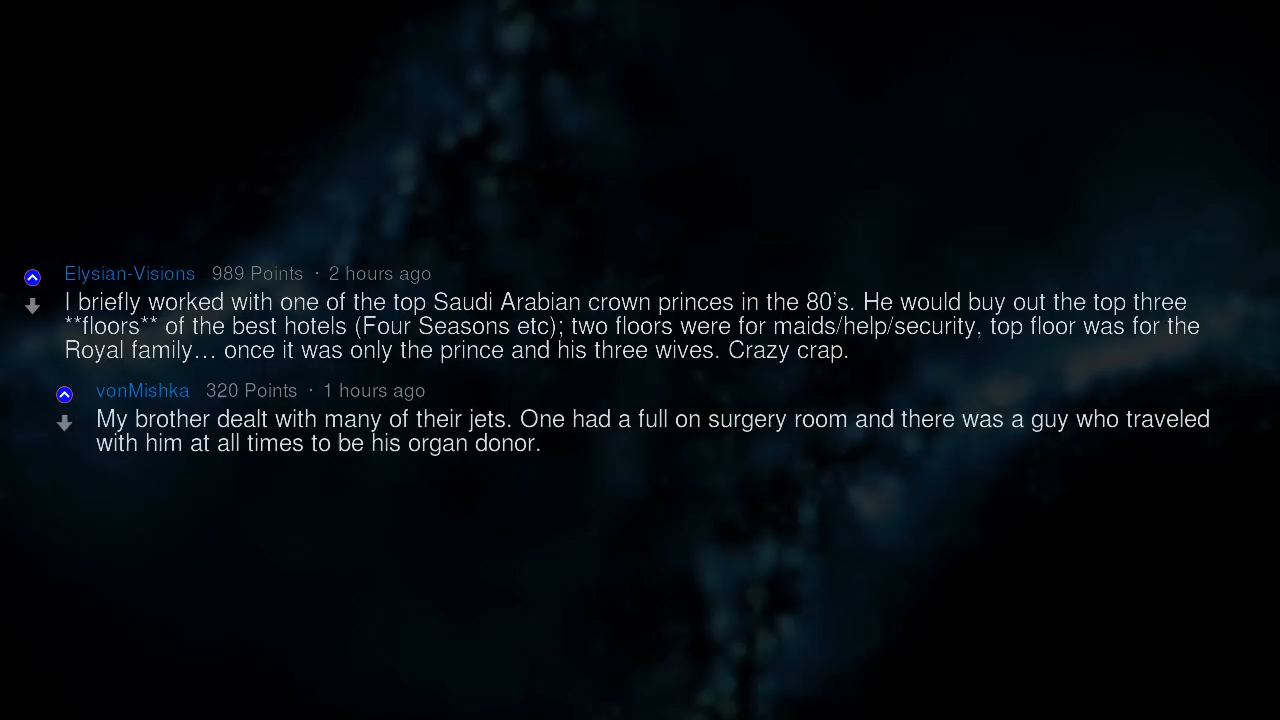 Elysian-Visions 989 Points · 2 hours ago
I briefly worked with one of the top Saudi Arabian crown princes in the 80's. He would buy out the top three
**floors** of the best hotels (Four Seasons etc); two floors were for maids/help/security, top floor was for the
Royal family... once it was only the prince and his three wives. Crazy crap.
vonMishka 320 Points · 1 hours ago
My brother dealt with many of their jets. One had a full on surgery room and there was a guy who traveled
with him at all times to be his organ donor.